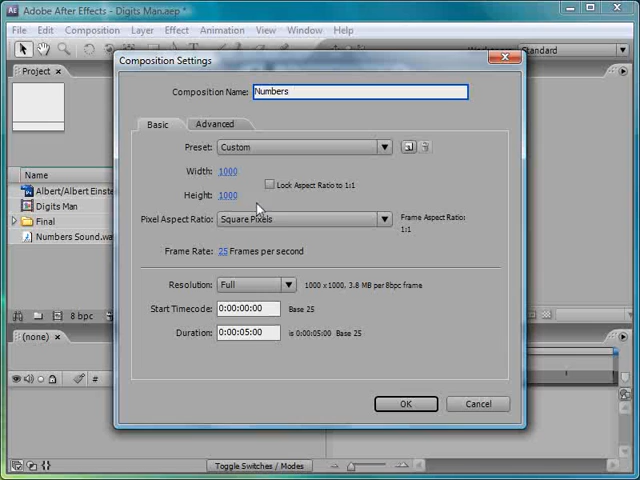 Adobe After Effects - Digits Man.aep *
File Edit Composition Layer Effect Animation View Window Help
Standard
Project ×
Composition Settings
Composition Name: Numbers
Basic Advanced
Preset: Custom
Width: 1000
Lock Aspect Ratio to 1:1
Height: 1000
Pixel Aspect Ratio: Square Pixels
Frame Aspect Ratio:
1:1
Frame Rate: 25 Frames per second
Resolution: Full 1000 x 1000, 3.8 MB per 8bpc frame
Start Timecode: 0:00:00:00 Base 25
Duration: 0:00:05:00 is 0:00:05:00 Base 25
OK Cancel
Name
Albert/Albert Einste
Digits Man
Final
Numbers Sound.wa
8 bpc
(none) ×
#
Toggle Switches / Modes